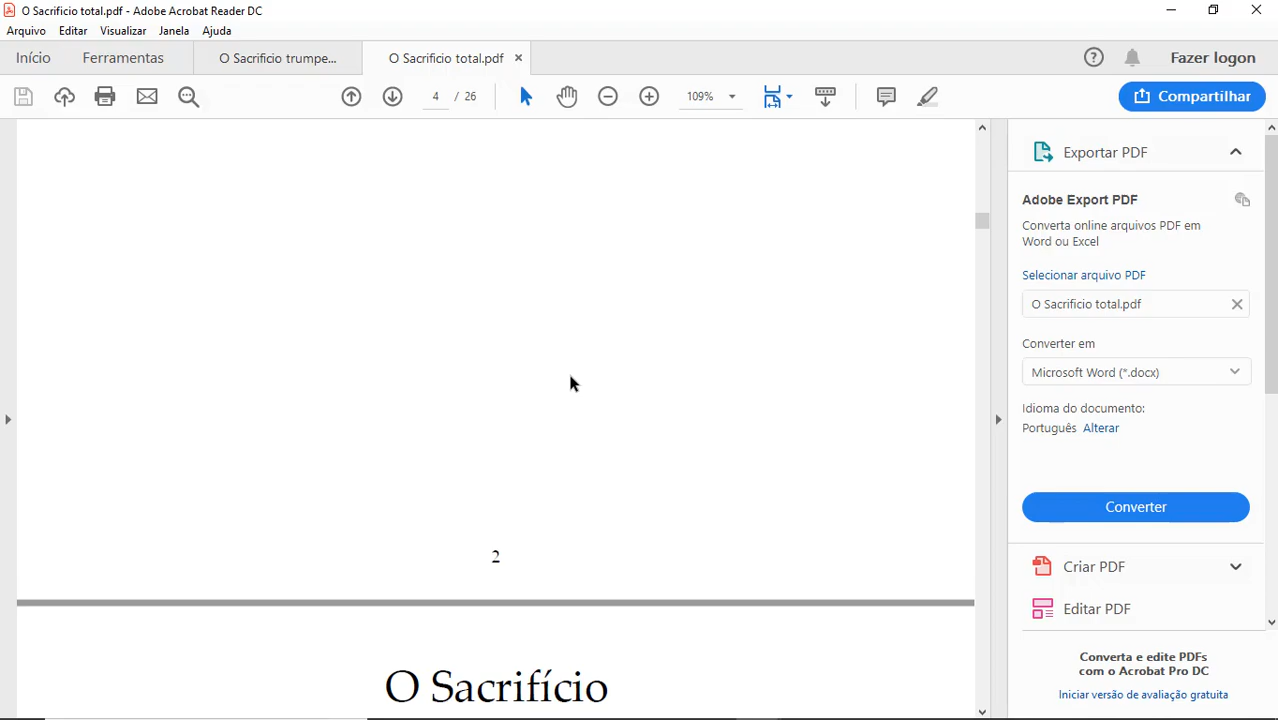 O Sacrificio total.pdf - Adobe Acrobat Reader DC
Arquivo Editar Visualizar Janela Ajuda
Início Ferramentas O Sacrificio trumpe... O Sacrificio total.pdf Fazer logon
4 / 26 109% Compartilhar
Exportar PDF
Adobe Export PDF
Converta online arquivos PDF em
Word ou Excel
Selecionar arquivo PDF
O Sacrificio total.pdf
Converter em
Microsoft Word (*.docx)
Idioma do documento:
Português Alterar
Converter
Criar PDF
Editar PDF
Converta e edite PDFs
com o Acrobat Pro DC
Iniciar versão de avaliação gratuita
2
O Sacrifício